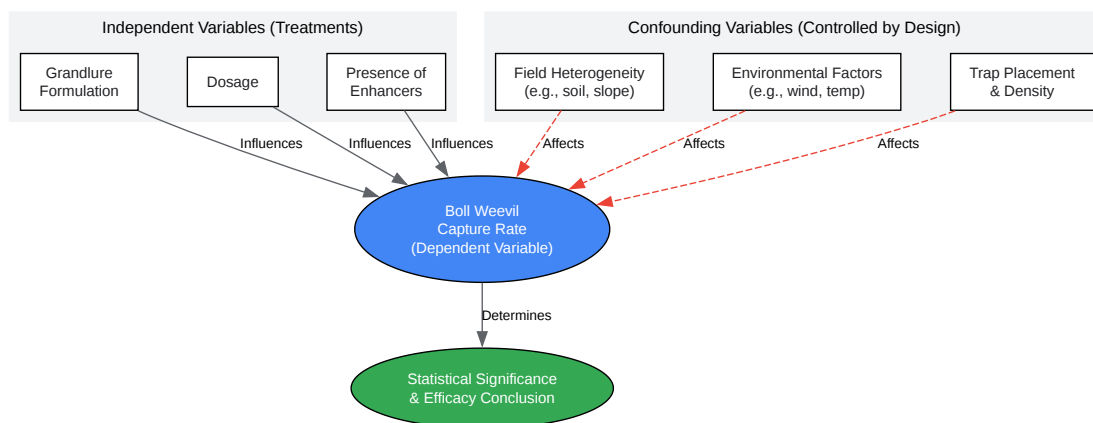 Independent Variables (Treatments)
Confounding Variables (Controlled by Design)
Grandlure
Formulation
Dosage
Presence of
Enhancers
Field Heterogeneity
(e.g., soil, slope)
Environmental Factors
(e.g., wind, temp)
Trap Placement
& Density
Influences
Influences
Influences
Affects
Affects
Affects
Boll Weevil
Capture Rate
(Dependent Variable)
Determines
Statistical Significance
& Efficacy Conclusion